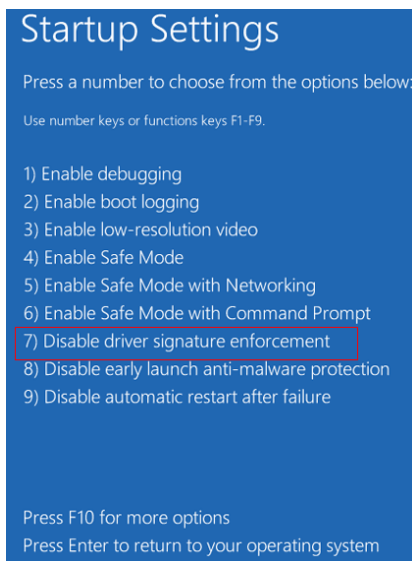 Startup Settings
Press a number to choose from the options below:
Use number keys or functions keys F1-F9.
1) Enable debugging
2) Enable boot logging
3) Enable low-resolution video
4) Enable Safe Mode
5) Enable Safe Mode with Networking
6) Enable Safe Mode with Command Prompt
7) Disable driver signature enforcement
8) Disable early launch anti-malware protection
9) Disable automatic restart after failure
Press F10 for more options
Press Enter to return to your operating system